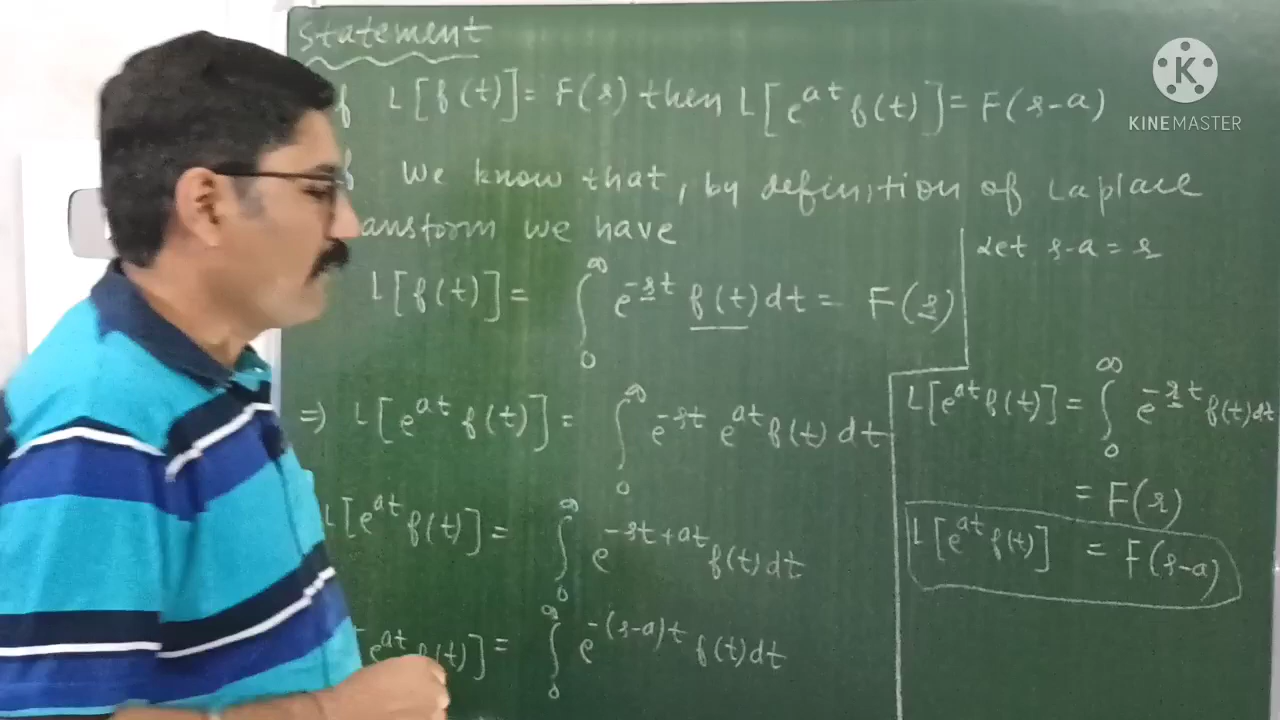 statement
f L[f(t)] = F(s) then L[e^{at} f(t)] = F(s-a)
f We know that, by definition of Laplace
ansform we have
L[f(t)] = ∫_0^∞ e^{-st} f(t) dt = F(s)
⇒ L[e^{at} f(t)] = ∫_0^∞ e^{-st} e^{at} f(t) dt
L[e^{at} f(t)] = ∫_0^∞ e^{-st+at} f(t) dt
e^{at} f(t)] = ∫_0^∞ e^{-(s-a)t} f(t) dt
Let s-a = r
L[e^{at} f(t)] = ∫_0^∞ e^{-rt} f(t) dt
= F(r)
L[e^{at} f(t)] = F(s-a)
KINEMASTER